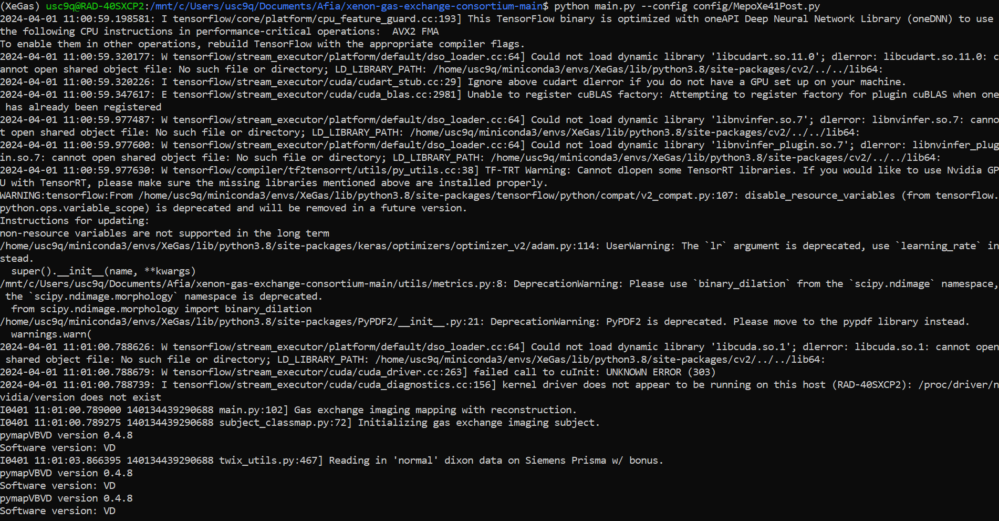 (XeGas) usc9q@RAD-40SXCP2:/mnt/c/Users/usc9q/Documents/Afia/xenon-gas-exchange-consortium-main$ python main.py --config config/MepoXe41Post.py
2024-04-01 11:00:59.198581: I tensorflow/core/platform/cpu_feature_guard.cc:193] This TensorFlow binary is optimized with oneAPI Deep Neural Network Library (oneDNN) to use
the following CPU instructions in performance-critical operations:  AVX2 FMA
To enable them in other operations, rebuild TensorFlow with the appropriate compiler flags.
2024-04-01 11:00:59.320177: W tensorflow/stream_executor/platform/default/dso_loader.cc:64] Could not load dynamic library 'libcudart.so.11.0'; dlerror: libcudart.so.11.0: c
annot open shared object file: No such file or directory; LD_LIBRARY_PATH: /home/usc9q/miniconda3/envs/XeGas/lib/python3.8/site-packages/cv2/../../lib64:
2024-04-01 11:00:59.320226: I tensorflow/stream_executor/cuda/cudart_stub.cc:29] Ignore above cudart dlerror if you do not have a GPU set up on your machine.
2024-04-01 11:00:59.347617: E tensorflow/stream_executor/cuda/cuda_blas.cc:2981] Unable to register cuBLAS factory: Attempting to register factory for plugin cuBLAS when one
 has already been registered
2024-04-01 11:00:59.977487: W tensorflow/stream_executor/platform/default/dso_loader.cc:64] Could not load dynamic library 'libnvinfer.so.7'; dlerror: libnvinfer.so.7: canno
t open shared object file: No such file or directory; LD_LIBRARY_PATH: /home/usc9q/miniconda3/envs/XeGas/lib/python3.8/site-packages/cv2/../../lib64:
2024-04-01 11:00:59.977600: W tensorflow/stream_executor/platform/default/dso_loader.cc:64] Could not load dynamic library 'libnvinfer_plugin.so.7'; dlerror: libnvinfer_plug
in.so.7: cannot open shared object file: No such file or directory; LD_LIBRARY_PATH: /home/usc9q/miniconda3/envs/XeGas/lib/python3.8/site-packages/cv2/../../lib64:
2024-04-01 11:00:59.977630: W tensorflow/compiler/tf2tensorrt/utils/py_utils.cc:38] TF-TRT Warning: Cannot dlopen some TensorRT libraries. If you would like to use Nvidia GP
U with TensorRT, please make sure the missing libraries mentioned above are installed properly.
WARNING:tensorflow:From /home/usc9q/miniconda3/envs/XeGas/lib/python3.8/site-packages/tensorflow/python/compat/v2_compat.py:107: disable_resource_variables (from tensorflow.
python.ops.variable_scope) is deprecated and will be removed in a future version.
Instructions for updating:
non-resource variables are not supported in the long term
/home/usc9q/miniconda3/envs/XeGas/lib/python3.8/site-packages/keras/optimizers/optimizer_v2/adam.py:114: UserWarning: The `lr` argument is deprecated, use `learning_rate` in
stead.
  super().__init__(name, **kwargs)
/mnt/c/Users/usc9q/Documents/Afia/xenon-gas-exchange-consortium-main/utils/metrics.py:8: DeprecationWarning: Please use `binary_dilation` from the `scipy.ndimage` namespace,
 the `scipy.ndimage.morphology` namespace is deprecated.
  from scipy.ndimage.morphology import binary_dilation
/home/usc9q/miniconda3/envs/XeGas/lib/python3.8/site-packages/PyPDF2/__init__.py:21: DeprecationWarning: PyPDF2 is deprecated. Please move to the pypdf library instead.
  warnings.warn(
2024-04-01 11:01:00.788626: W tensorflow/stream_executor/platform/default/dso_loader.cc:64] Could not load dynamic library 'libcuda.so.1'; dlerror: libcuda.so.1: cannot open
 shared object file: No such file or directory; LD_LIBRARY_PATH: /home/usc9q/miniconda3/envs/XeGas/lib/python3.8/site-packages/cv2/../../lib64:
2024-04-01 11:01:00.788679: W tensorflow/stream_executor/cuda/cuda_driver.cc:263] failed call to cuInit: UNKNOWN ERROR (303)
2024-04-01 11:01:00.788739: I tensorflow/stream_executor/cuda/cuda_diagnostics.cc:156] kernel driver does not appear to be running on this host (RAD-40SXCP2): /proc/driver/n
vidia/version does not exist
I0401 11:01:00.789000 140134439290688 main.py:102] Gas exchange imaging mapping with reconstruction.
I0401 11:01:00.789275 140134439290688 subject_classmap.py:72] Initializing gas exchange imaging subject.
pymapVBVD version 0.4.8
Software version: VD
I0401 11:01:03.866395 140134439290688 twix_utils.py:467] Reading in 'normal' dixon data on Siemens Prisma w/ bonus.
pymapVBVD version 0.4.8
Software version: VD
pymapVBVD version 0.4.8
Software version: VD